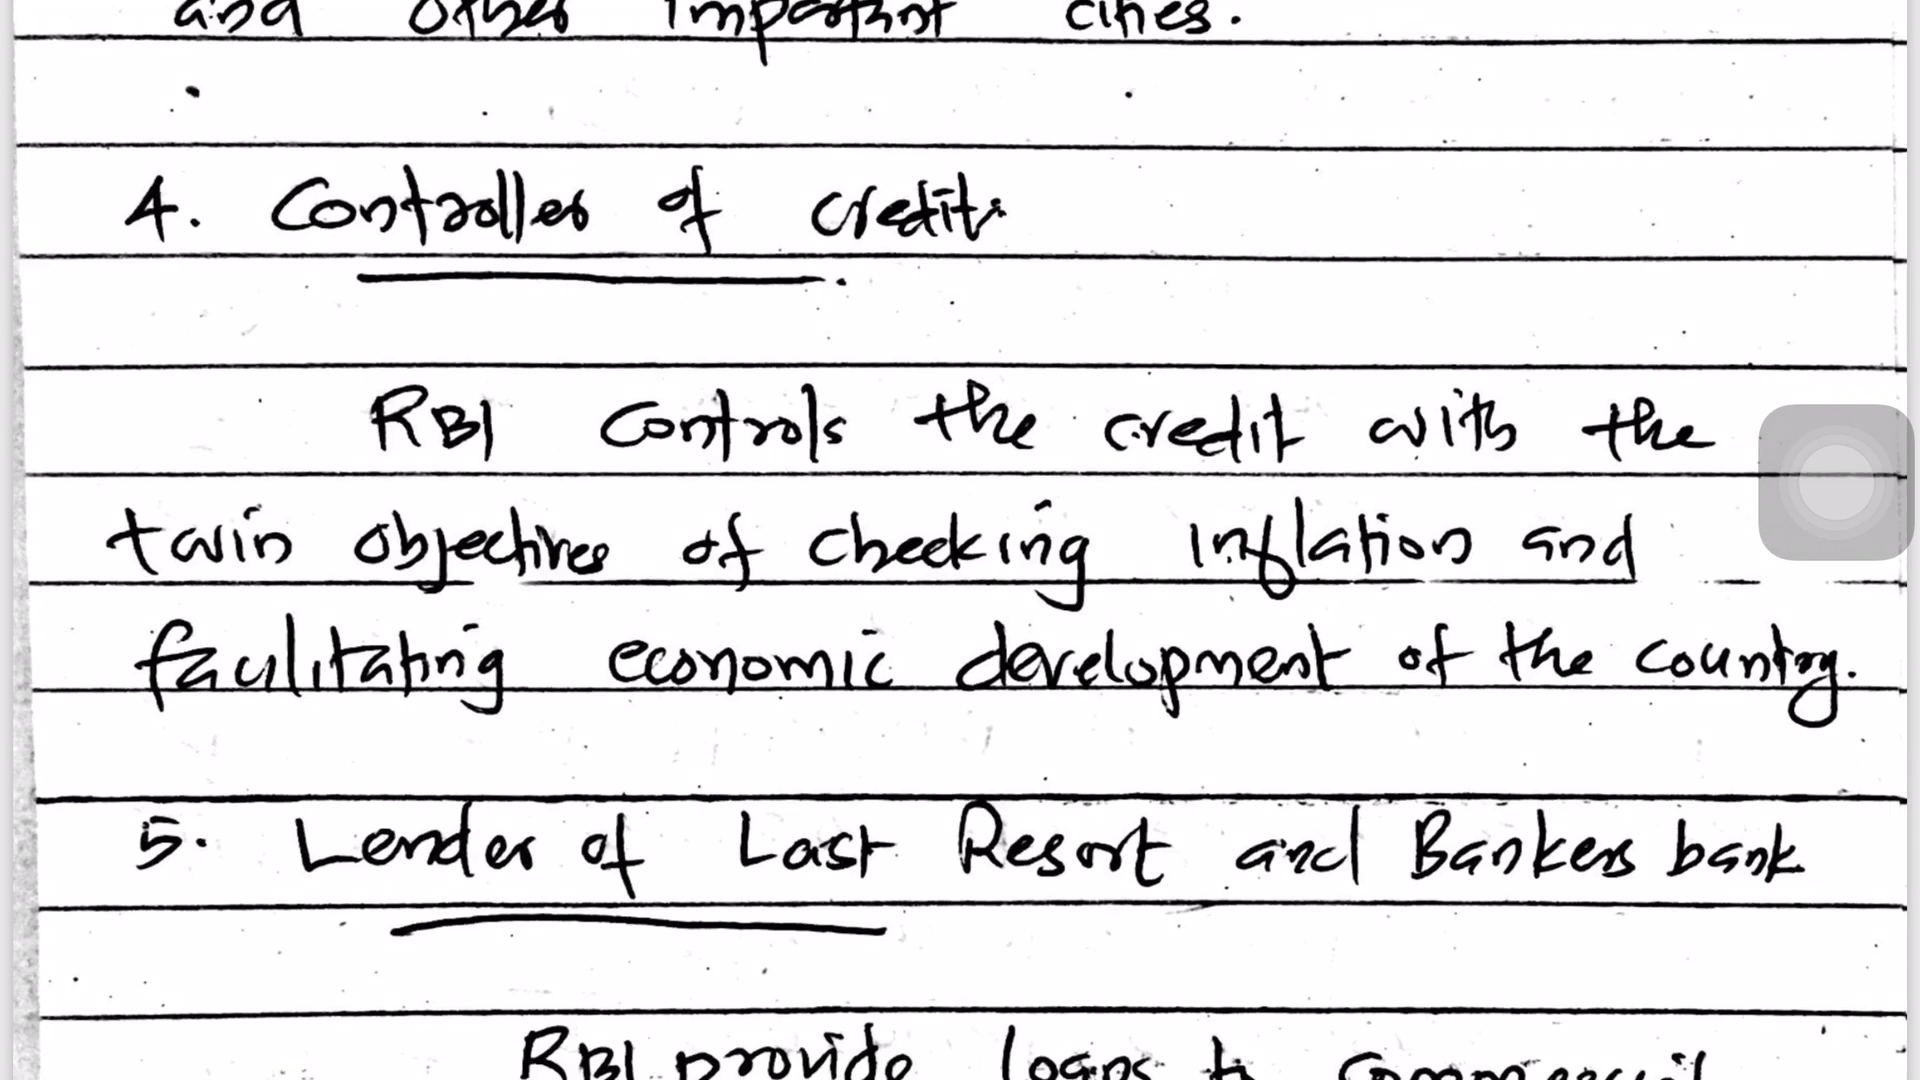 and other important cities.
4. Controller of credit.
RBI controls the credit with the
twin objectives of checking inflation and
facilitating economic development of the country.
5. Lender of Last Resort and Bankers bank
RBI provide loans to commercial